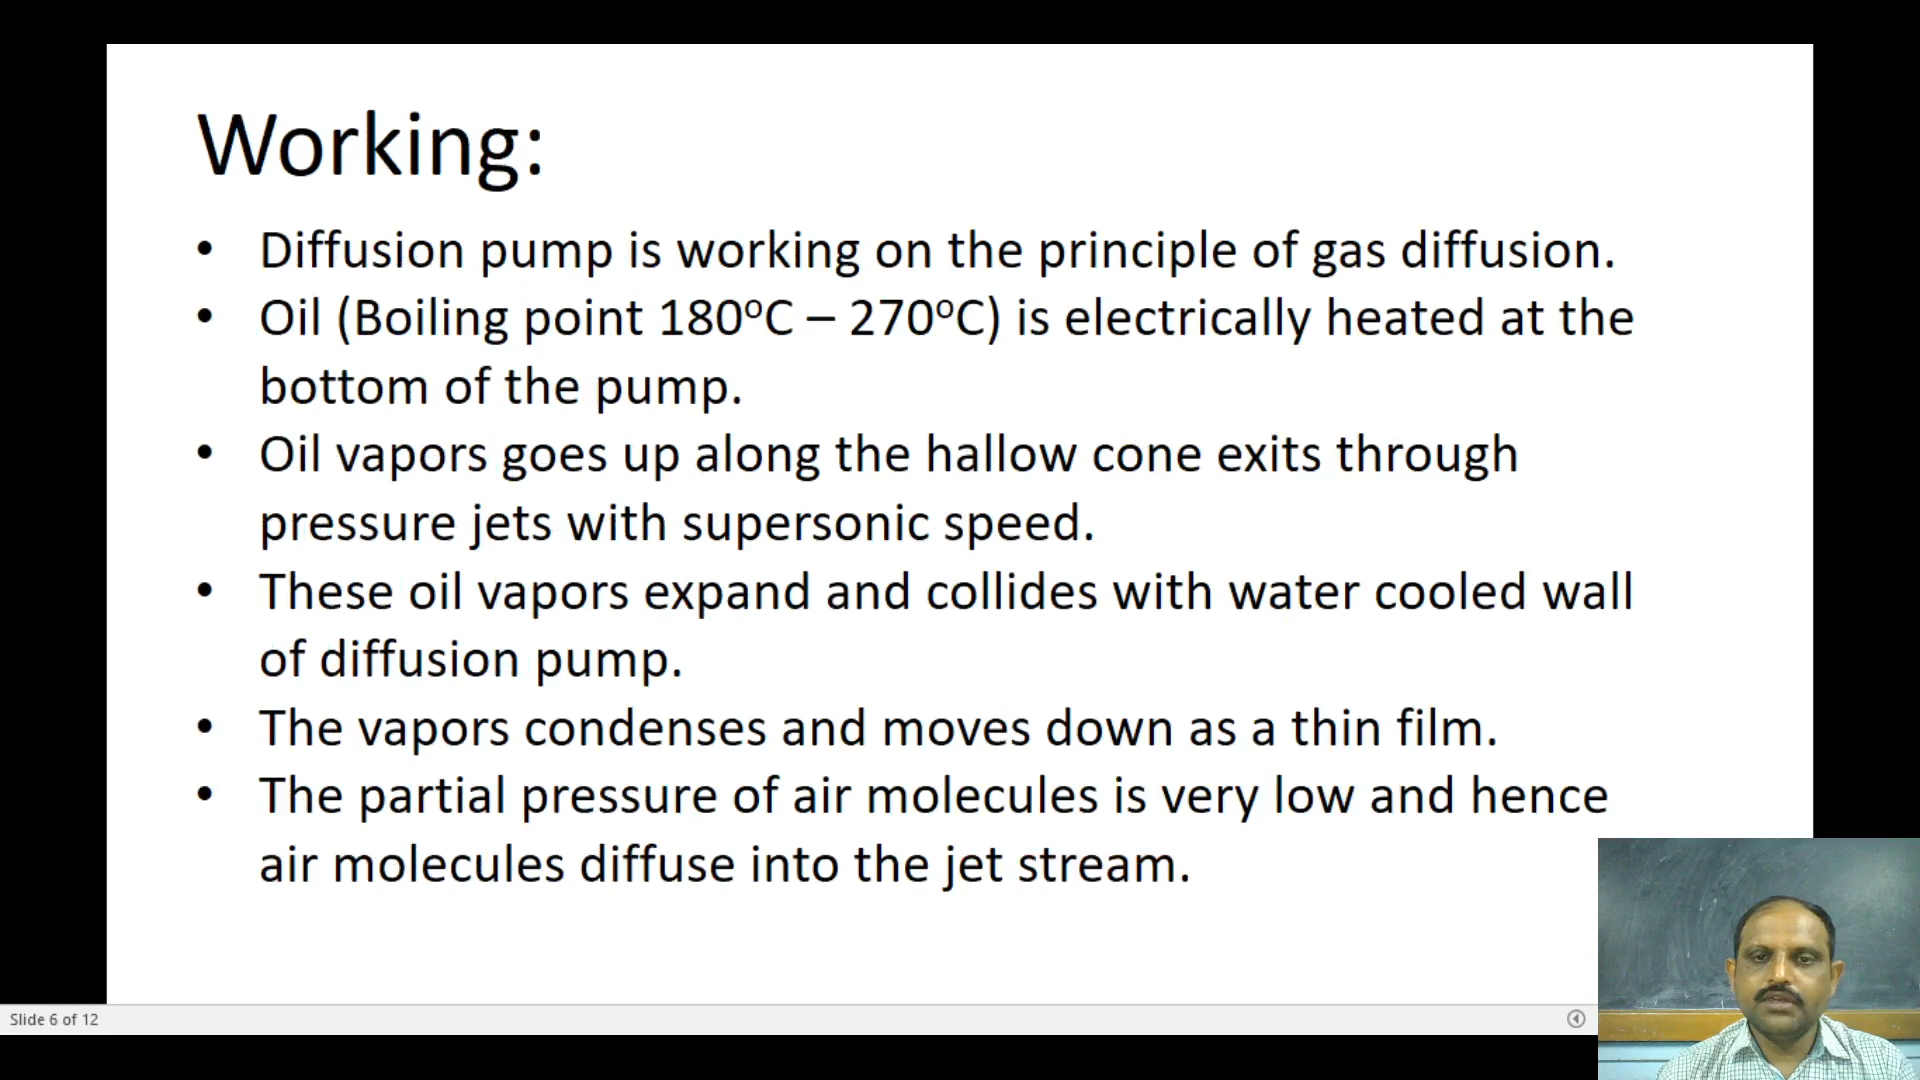 Working:
• Diffusion pump is working on the principle of gas diffusion.
• Oil (Boiling point 180ºC – 270ºC) is electrically heated at the
bottom of the pump.
• Oil vapors goes up along the hallow cone exits through
pressure jets with supersonic speed.
• These oil vapors expand and collides with water cooled wall
of diffusion pump.
• The vapors condenses and moves down as a thin film.
• The partial pressure of air molecules is very low and hence
air molecules diffuse into the jet stream.
Slide 6 of 12